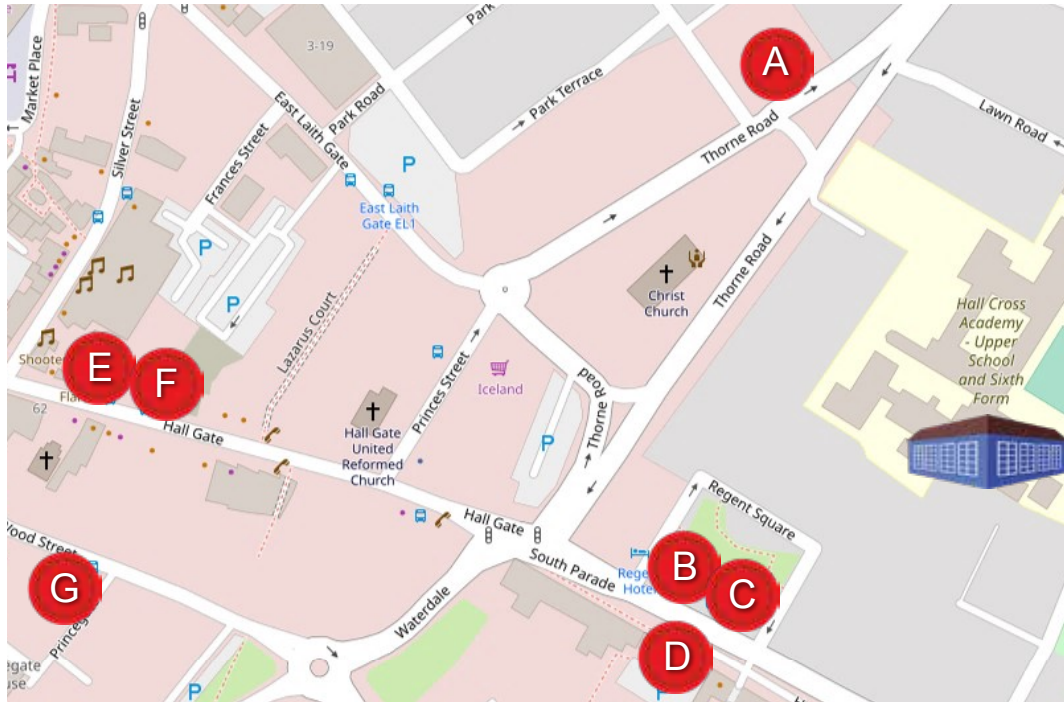 3-19
Park
A
Market Place
Silver Street
East Laith Gate
Park Road
Park Terrace
Thorne Road
Lawn Road
Frances Street
P
East Laith
Gate EL1
P
P
Thorne Road
Christ
Church
Lazarus Court
Hall Cross
Academy
- Upper
School
and Sixth
Form
Princes Street
Iceland
E
F
62
Hall Gate
Hall Gate
United
Reformed
Church
P
Thorne Road
Hall Gate
South Parade
Regent Square
B
C
G
Waterdale
D
P
P